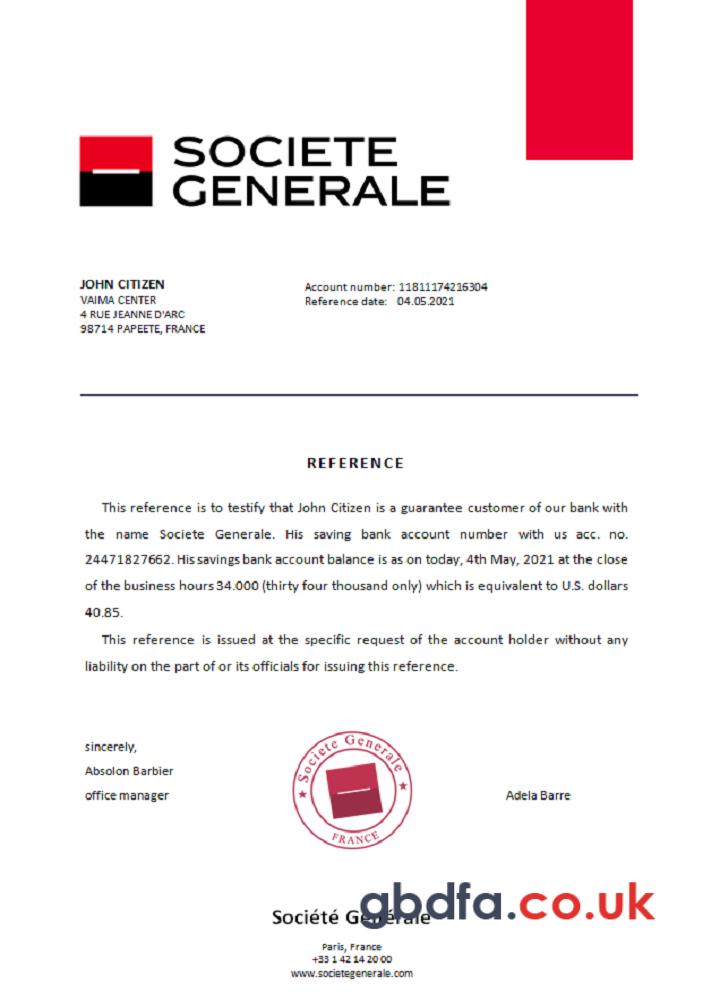 SOCIETE
GENERALE
JOHN CITIZEN
VAIMA CENTER
4 RUE JEANNE D'ARC
98714 PAPEETE, FRANCE
Account number: 11811174216304
Reference date: 04.05.2021
REFERENCE
This reference is to testify that John Citizen is a guarantee customer of our bank with
the name Societe Generale. His saving bank account number with us acc. no.
24471827662. His savings bank account balance is as on today, 4th May, 2021 at the close
of the business hours 34.000 (thirty four thousand only) which is equivalent to U.S. dollars
40.85.
This reference is issued at the specific request of the account holder without any
liability on the part of or its officials for issuing this reference.
sincerely,
Absolon Barbier
office manager
Societe Generale
FRANCE
Adela Barre
gbdfa.co.uk
Société Générale
Paris, France
+33 1 42 14 20 00
www.societegenerale.com